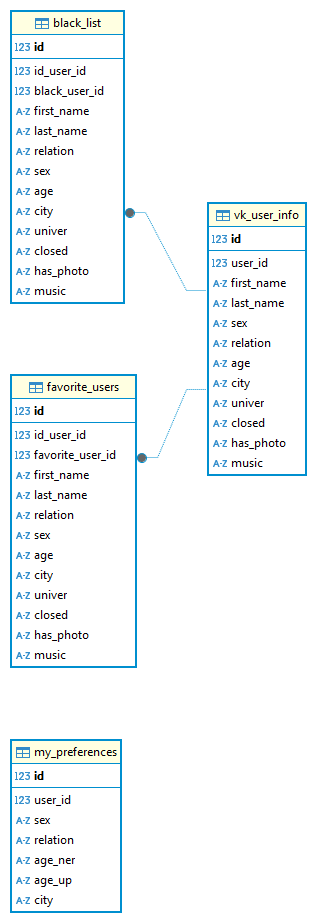 black_list
123 id
123 id_user_id
123 black_user_id
A-Z first_name
A-Z last_name
A-Z relation
A-Z sex
A-Z age
A-Z city
A-Z univer
A-Z closed
A-Z has_photo
A-Z music
vk_user_info
123 id
123 user_id
A-Z first_name
A-Z last_name
A-Z sex
A-Z relation
A-Z age
A-Z city
A-Z univer
A-Z closed
A-Z has_photo
A-Z music
favorite_users
123 id
123 id_user_id
123 favorite_user_id
A-Z first_name
A-Z last_name
A-Z relation
A-Z sex
A-Z age
A-Z city
A-Z univer
A-Z closed
A-Z has_photo
A-Z music
my_preferences
123 id
123 user_id
A-Z sex
A-Z relation
A-Z age_ner
A-Z age_up
A-Z city